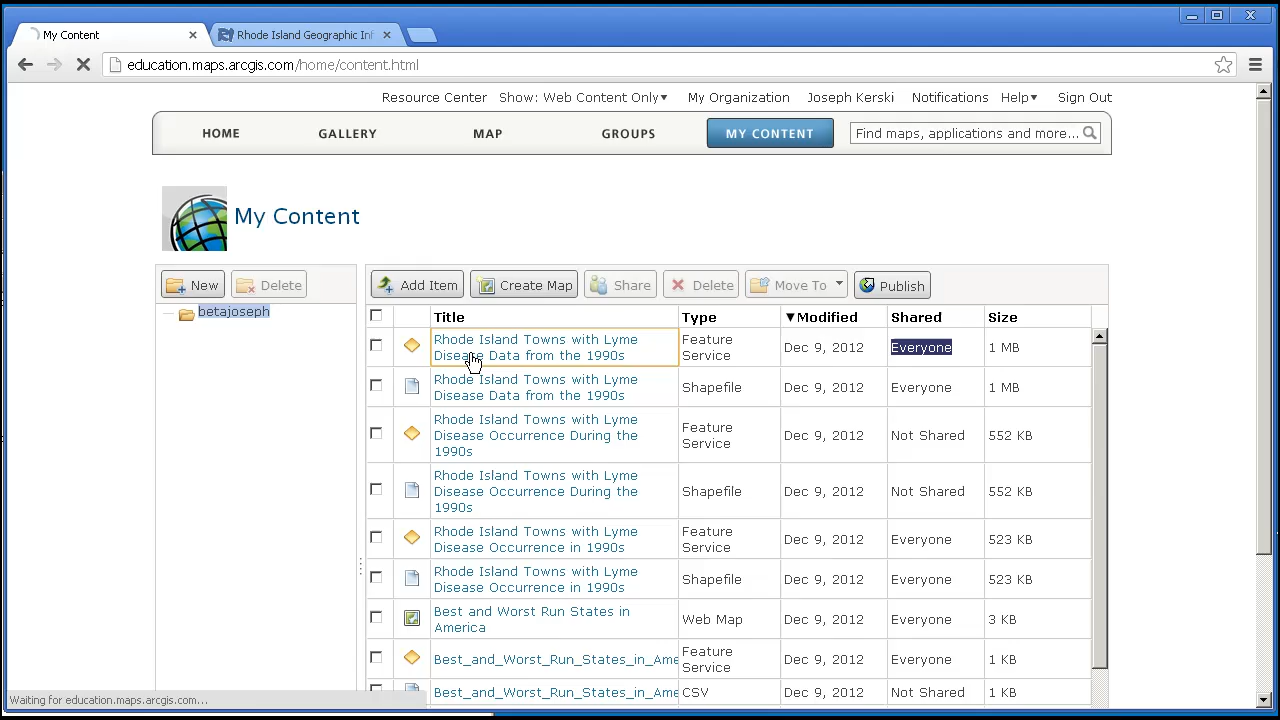 My Content
Rhode Island Geographic Inf
education.maps.arcgis.com/home/content.html
Resource Center Show: Web Content Only▼ My Organization Joseph Kerski Notifications Help▼ Sign Out
HOME GALLERY MAP GROUPS MY CONTENT Find maps, applications and more...
My Content
New Delete Add Item Create Map Share Delete Move To Publish
betajoseph
Title Type ▼Modified Shared Size
Rhode Island Towns with Lyme
Disease Data from the 1990s
Feature
Service
Dec 9, 2012 Everyone 1 MB
Rhode Island Towns with Lyme
Disease Data from the 1990s
Shapefile Dec 9, 2012 Everyone 1 MB
Rhode Island Towns with Lyme
Disease Occurrence During the
1990s
Feature
Service
Dec 9, 2012 Not Shared 552 KB
Rhode Island Towns with Lyme
Disease Occurrence During the
1990s
Shapefile Dec 9, 2012 Not Shared 552 KB
Rhode Island Towns with Lyme
Disease Occurrence in 1990s
Feature
Service
Dec 9, 2012 Everyone 523 KB
Rhode Island Towns with Lyme
Disease Occurrence in 1990s
Shapefile Dec 9, 2012 Everyone 523 KB
Best and Worst Run States in
America
Web Map Dec 9, 2012 Everyone 3 KB
Best_and_Worst_Run_States_in_Ame
Feature
Service
Dec 9, 2012 Everyone 1 KB
Best_and_Worst_Run_States_in_Ame CSV Dec 9, 2012 Not Shared 1 KB
Waiting for education.maps.arcgis.com...